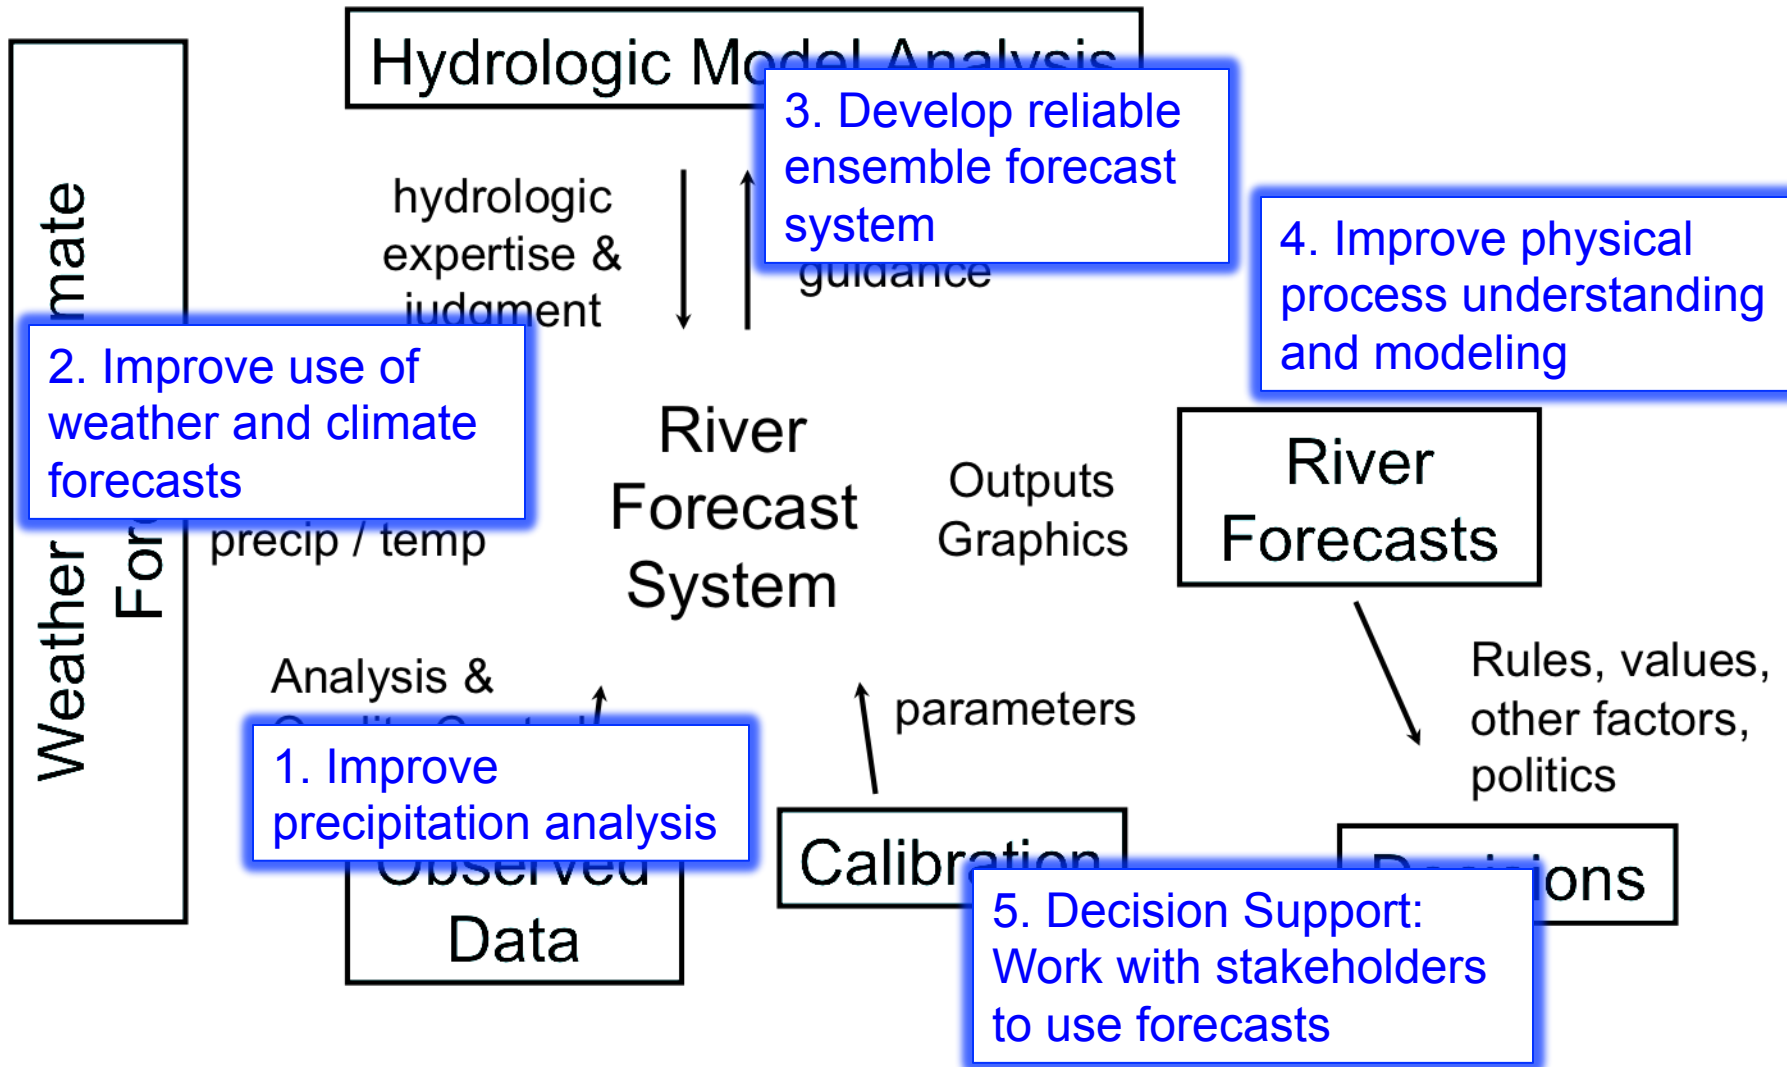 Hydrologic Model Analysis
3. Develop reliable
ensemble forecast
system
hydrologic
expertise &
judgment
guidance
4. Improve physical
process understanding
and modeling
Weather
2. Improve use of
weather and climate
forecasts
precip / temp
River
Forecast
System
Outputs
Graphics
River
Forecasts
Analysis &
parameters
Rules, values,
other factors,
politics
1. Improve
precipitation analysis
Observed
Data
Calibration
Decisions
5. Decision Support:
Work with stakeholders
to use forecasts